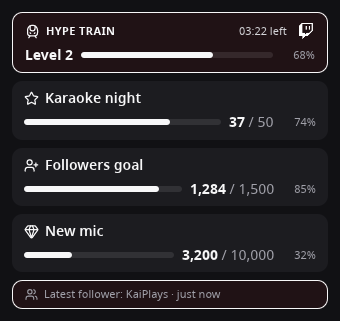 HYPE TRAIN 03:22 left
Level 2 68%
Karaoke night
37 / 50 74%
Followers goal
1,284 / 1,500 85%
New mic
3,200 / 10,000 32%
Latest follower: KaiPlays · just now